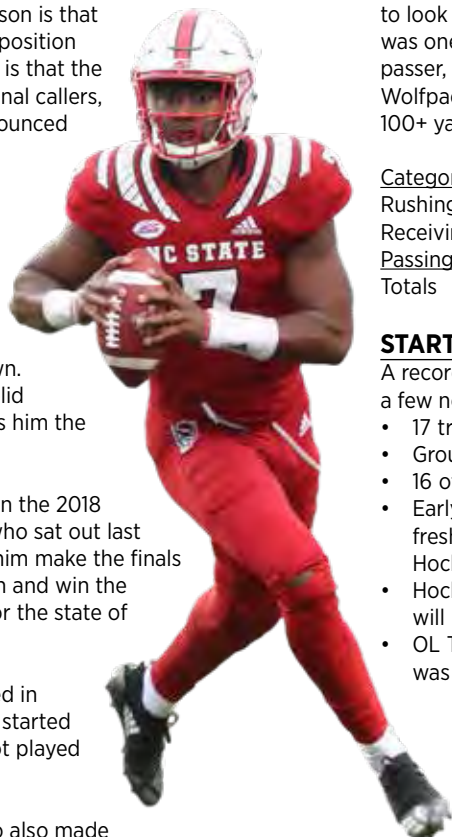 son is that
position
is that the
nal callers,
ounced
wn.
lid
s him the
n the 2018
who sat out last
him make the finals
n and win the
or the state of
ed in
started
ot played
o also made
NC STATE
7
to look
was one
passer,
Wolfpac
100+ ya
Categor
Rushing
Receivin
Passing
Totals
START
A recor
a few no
• 17 tr
• Grou
• 16 o
• Early
fresh
Hock
• Hock
will
• OL T
was